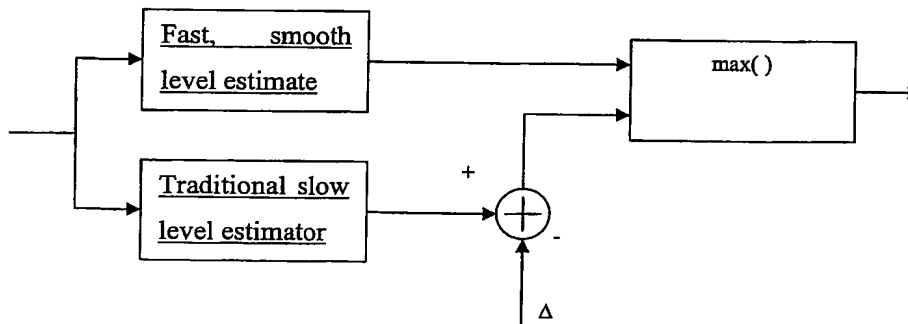 Fast, smooth
level estimate
max( )
Traditional slow
level estimator
+
-
Δ